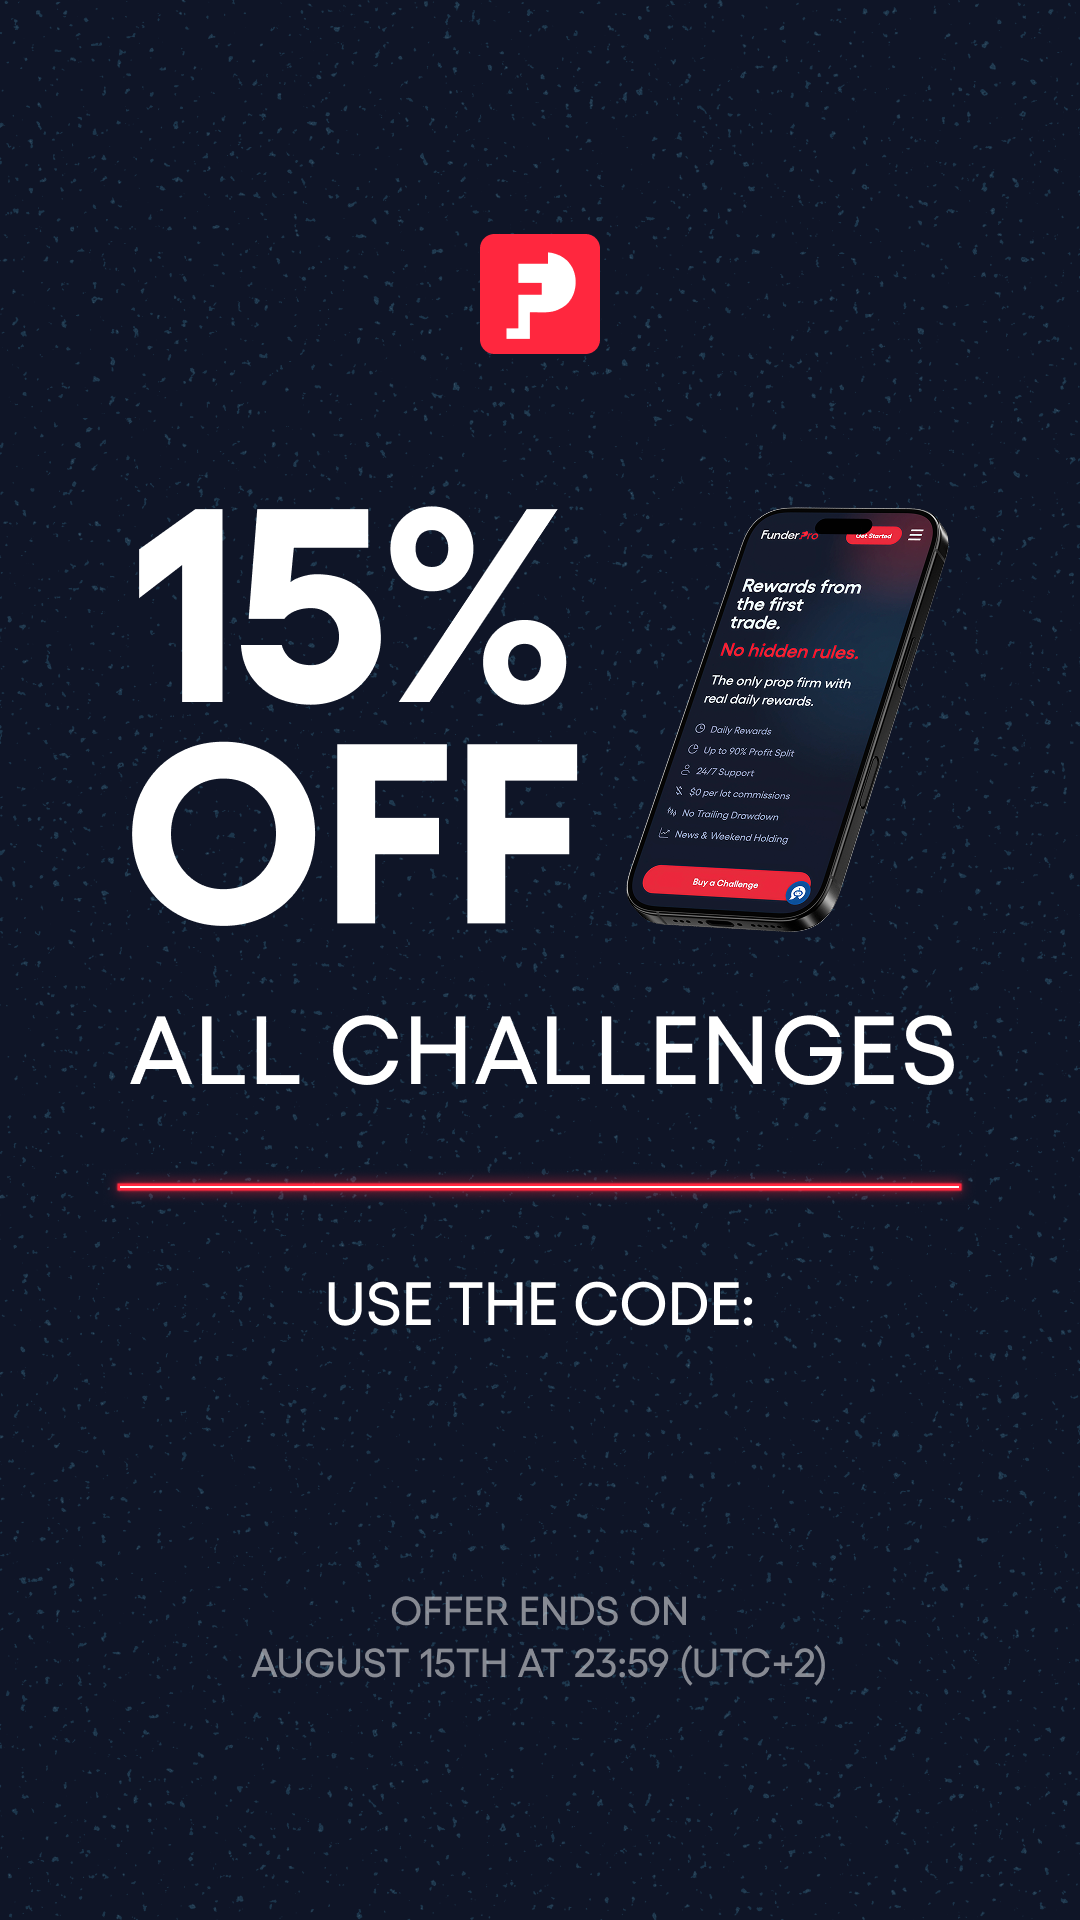 15%
OFF
FunderPro
Get Started
Rewards from
the first
trade.
No hidden rules.
The only prop firm with
real daily rewards.
Daily Rewards
Up to 90% Profit Split
24/7 Support
$0 per lot commissions
No Trailing Drawdown
News & Weekend Holding
Buy a Challenge
ALL CHALLENGES
USE THE CODE:
OFFER ENDS ON
AUGUST 15TH AT 23:59 (UTC+2)